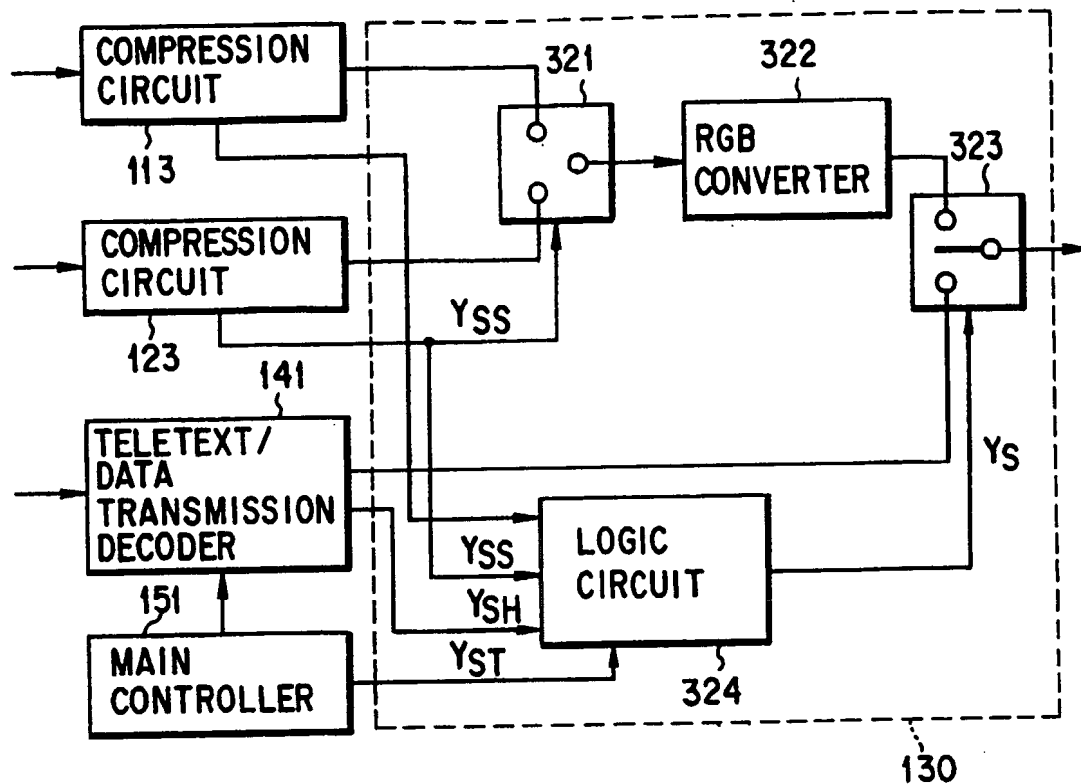 COMPRESSION
CIRCUIT
113
321
322
RGB
CONVERTER
323
COMPRESSION
CIRCUIT
123
YSS
141
TELETEXT/
DATA
TRANSMISSION
DECODER
YS
LOGIC
CIRCUIT
YSS
YSH
151
MAIN
CONTROLLER
YST
324
130